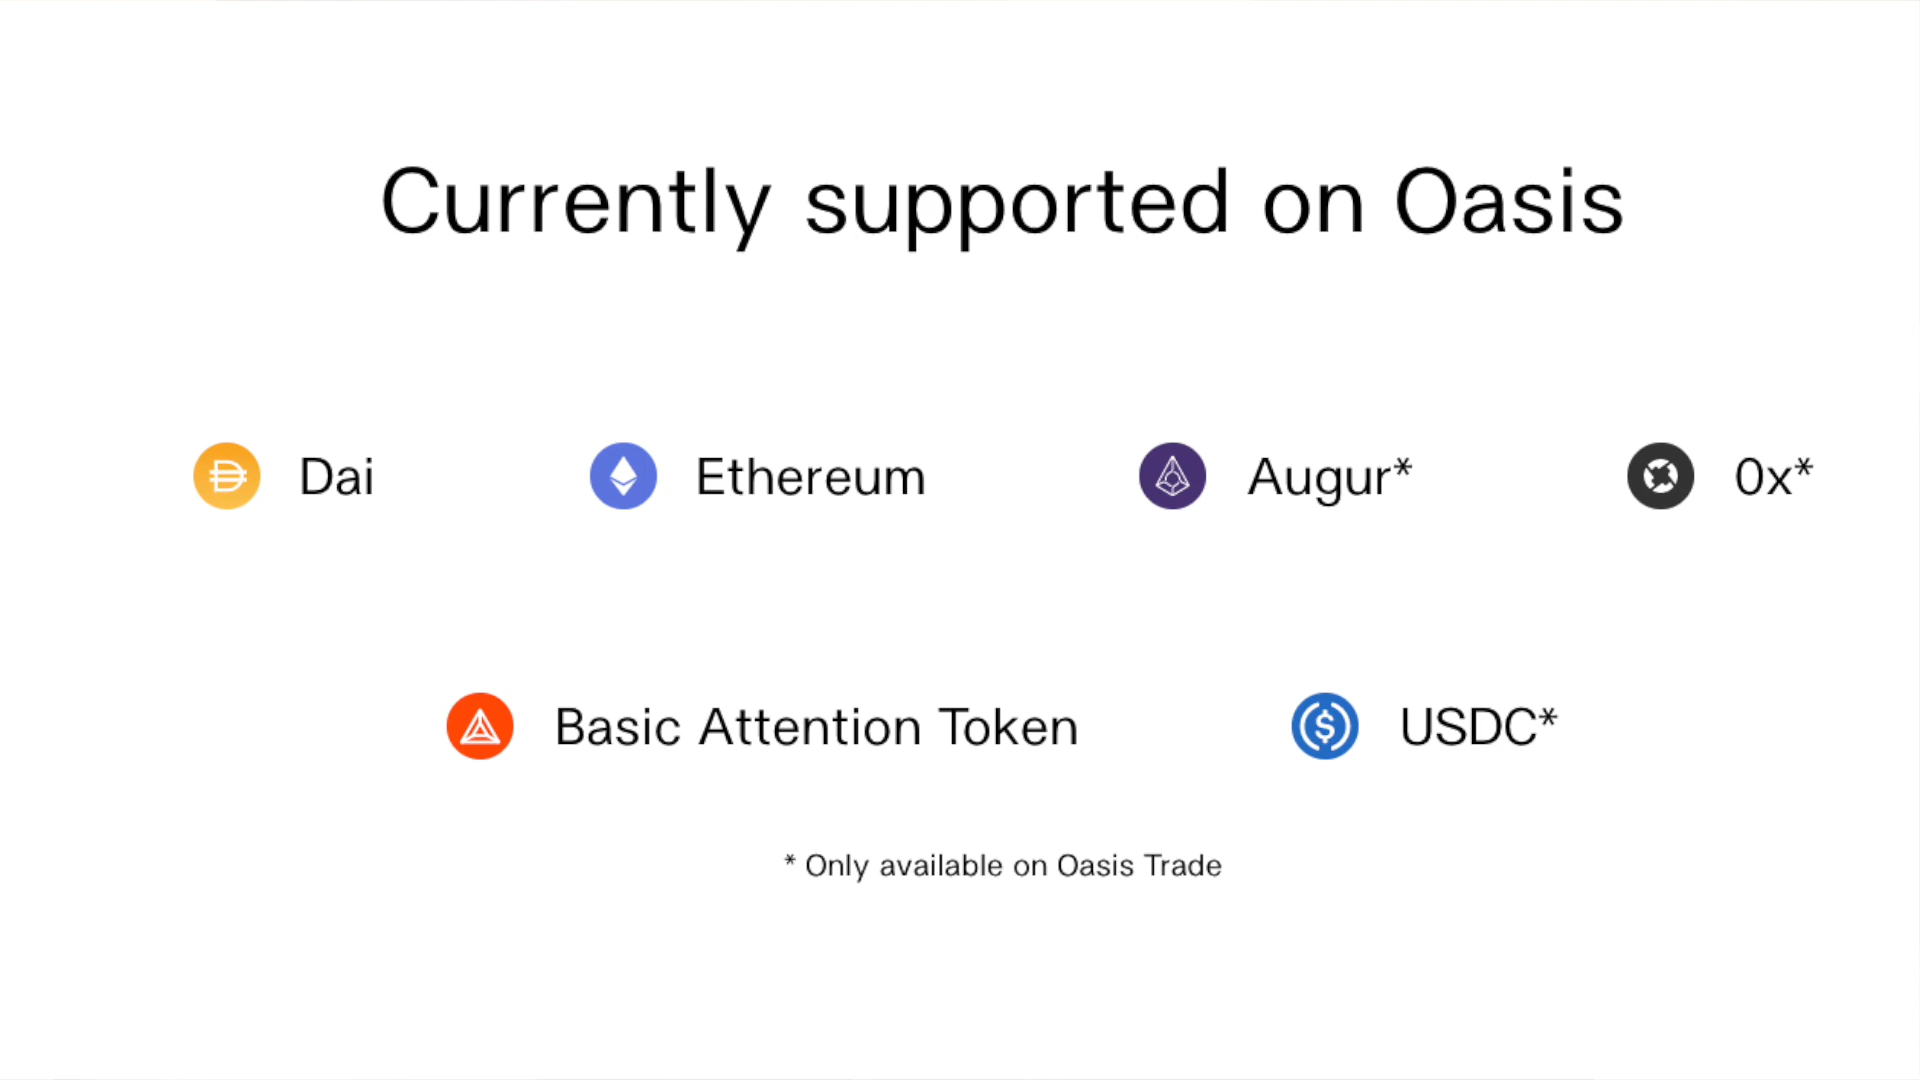 Currently supported on Oasis
Dai Ethereum Augur* 0x*
Basic Attention Token USDC*
* Only available on Oasis Trade